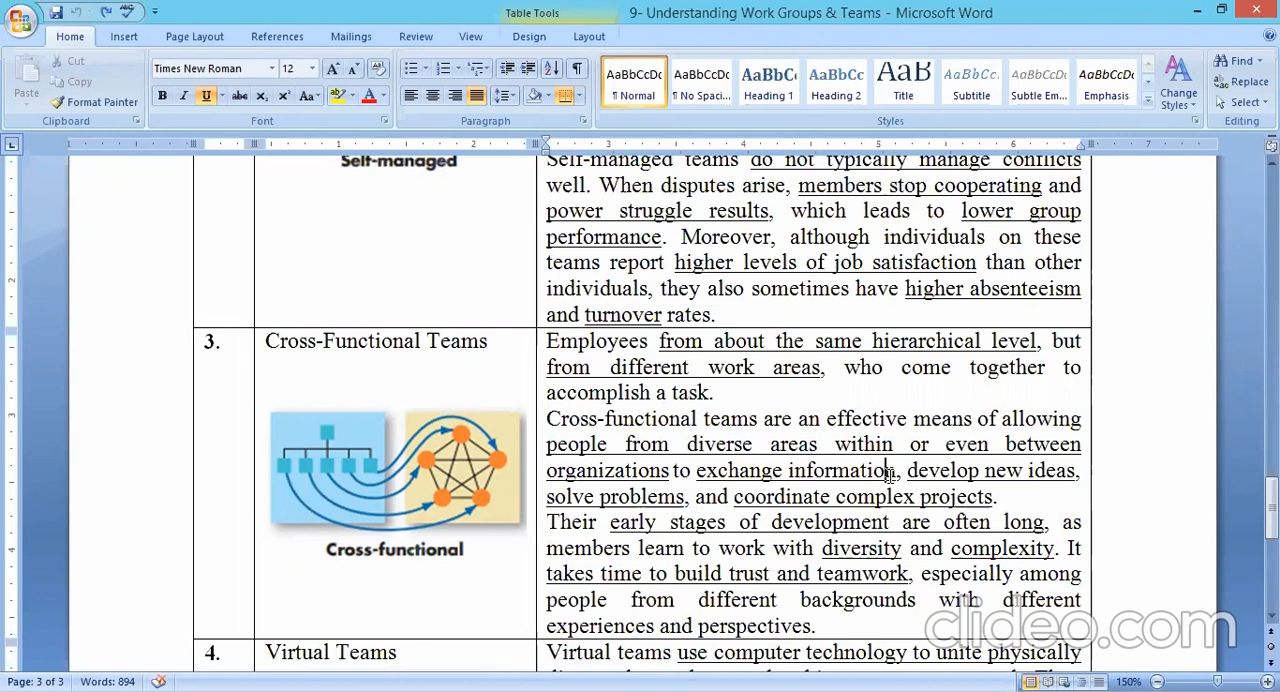 Table Tools
9- Understanding Work Groups & Teams - Microsoft Word
Home Insert Page Layout References Mailings Review View Design Layout
Paste
Cut
Copy
Format Painter
Clipboard
Times New Roman 12
B I U abc X₂ X² Aa A
Font
Paragraph
AaBbCcDc AaBbCcDc AaBbC AaBbCc AaB AaBbCc. AaBbCcDc AaBbCcDc
¶ Normal ¶ No Spaci... Heading 1 Heading 2 Title Subtitle Subtle Em... Emphasis
Change Styles
Styles
Find
Replace
Select
Editing
1 2 3 4 5 6 7
Self-managed
Self-managed teams do not typically manage conflicts
well. When disputes arise, members stop cooperating and
power struggle results, which leads to lower group
performance. Moreover, although individuals on these
teams report higher levels of job satisfaction than other
individuals, they also sometimes have higher absenteeism
and turnover rates.
3. Cross-Functional Teams
Cross-functional
Employees from about the same hierarchical level, but
from different work areas, who come together to
accomplish a task.
Cross-functional teams are an effective means of allowing
people from diverse areas within or even between
organizations to exchange information, develop new ideas,
solve problems, and coordinate complex projects.
Their early stages of development are often long, as
members learn to work with diversity and complexity. It
takes time to build trust and teamwork, especially among
people from different backgrounds with different
experiences and perspectives.
4. Virtual Teams
Virtual teams use computer technology to unite physically
clideo.com
Page: 3 of 3 Words: 894 150%